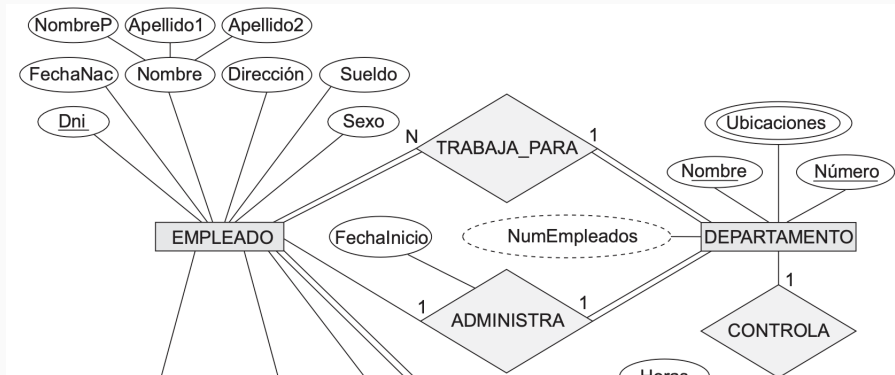 NombreP Apellido1 Apellido2
FechaNac Nombre Dirección Sueldo
Dni Sexo
N TRABAJA_PARA 1
Ubicaciones
Nombre Número
EMPLEADO FechaInicio NumEmpleados DEPARTAMENTO
1 ADMINISTRA 1
1
CONTROLA
Horas